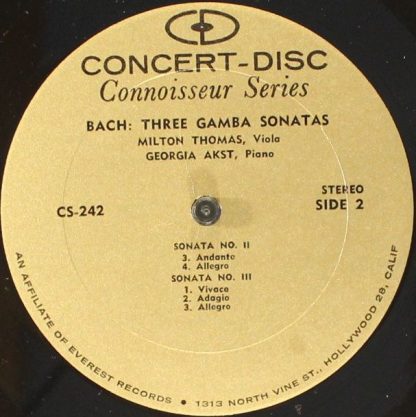 CD
CONCERT-DISC
Connoisseur Series
BACH: THREE GAMBA SONATAS
MILTON THOMAS, Viola
GEORGIA AKST, Piano
CS-242
STEREO
SIDE 2
SONATA NO. II
3. Andante
4. Allegro
SONATA NO. III
1. Vivace
2. Adagio
3. Allegro
AN AFFILIATE OF EVEREST RECORDS • 1313 NORTH VINE ST., HOLLYWOOD 28, CALIF